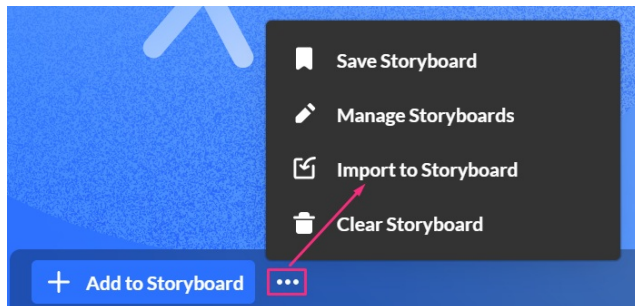 Save Storyboard
Manage Storyboards
Import to Storyboard
Clear Storyboard
+ Add to Storyboard ...